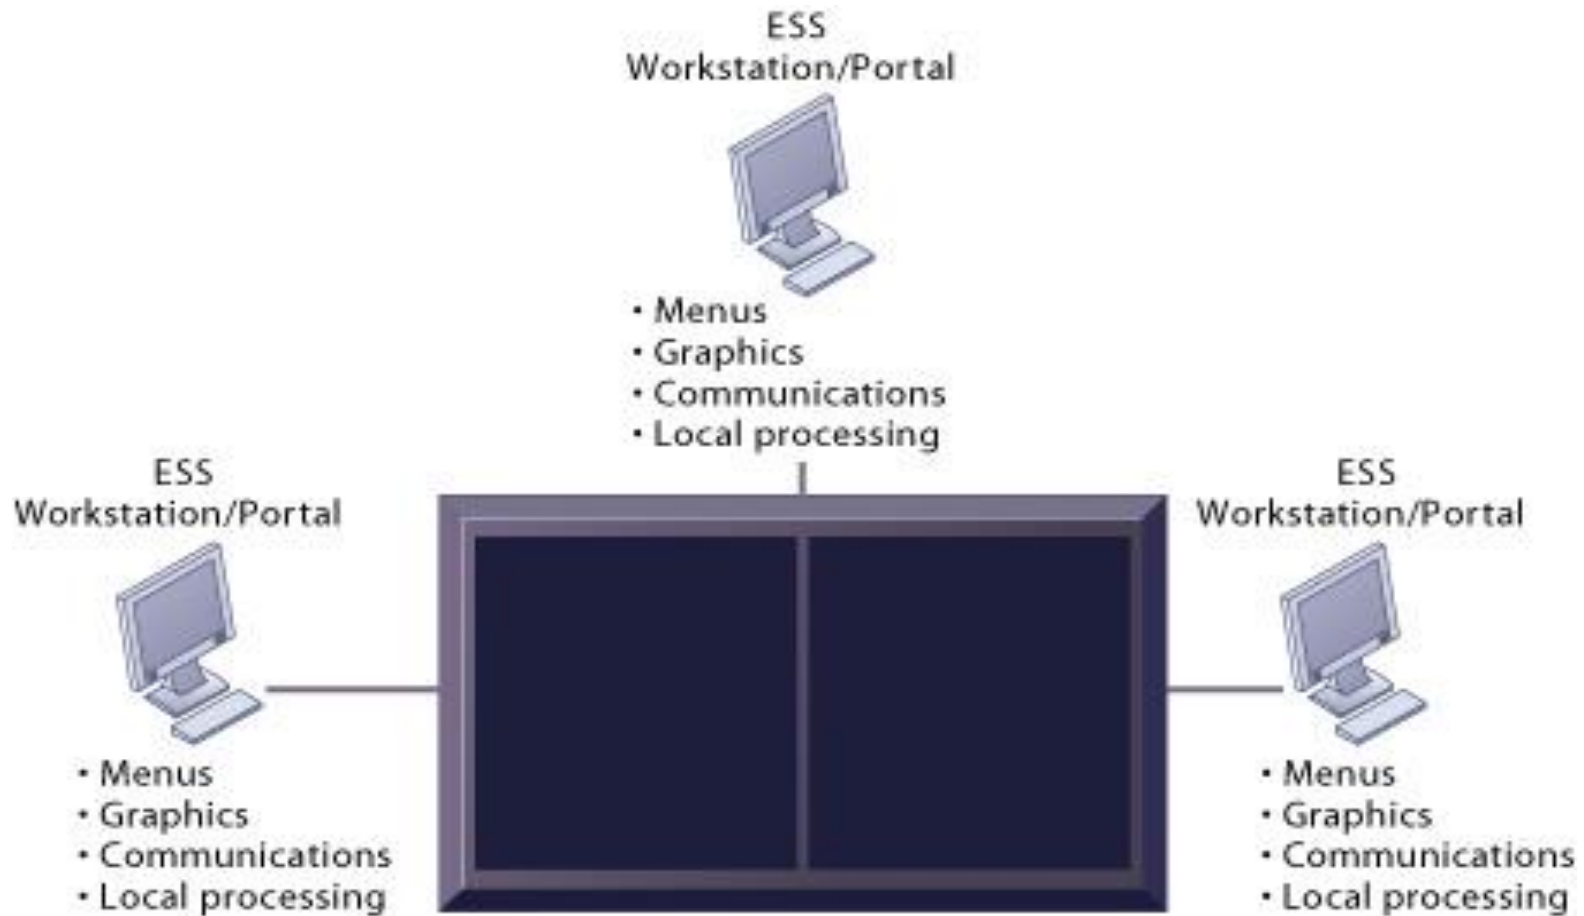 ESS
Workstation/Portal
• Menus
• Graphics
• Communications
• Local processing
ESS
Workstation/Portal
• Menus
• Graphics
• Communications
• Local processing
ESS
Workstation/Portal
• Menus
• Graphics
• Communications
• Local processing